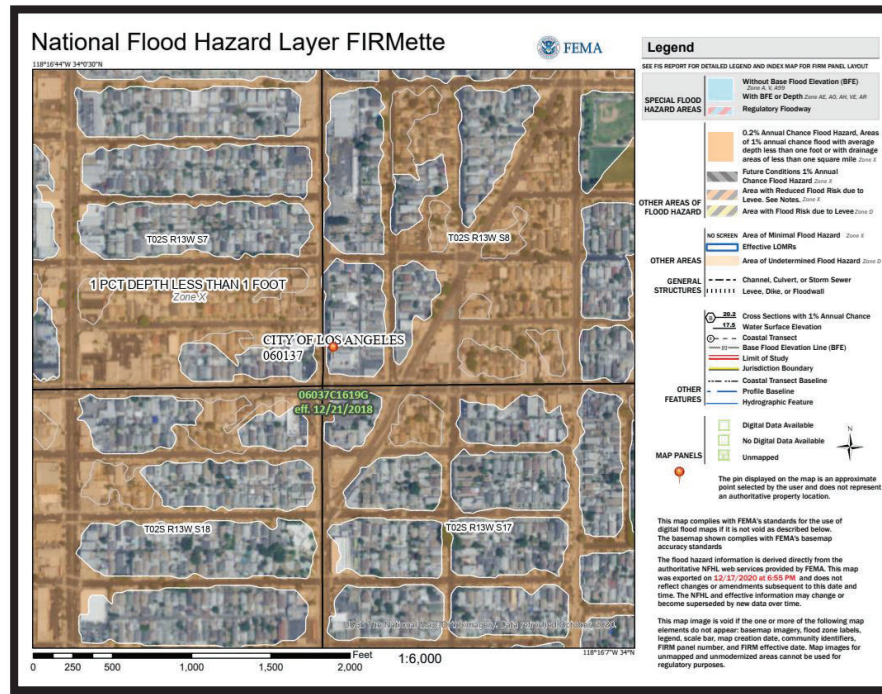 National Flood Hazard Layer FIRMette
FEMA
118°16'44"W 34°0'30"N
T02S R13W S7
T02S R13W S8
1 PCT DEPTH LESS THAN 1 FOOT
Zone X
CITY OF LOS ANGELES
060137
06037C1619G
eff. 12/21/2018
T02S R13W S18
T02S R13W S17
Feet
0 250 500 1,000 1,500 2,000
1:6,000
118°16'7"W 34°N
Legend
SEE FIS REPORT FOR DETAILED LEGEND AND INDEX MAP FOR FIRM PANEL LAYOUT
SPECIAL FLOOD
HAZARD AREAS
Without Base Flood Elevation (BFE)
Zone A, V, A99
With BFE or Depth Zone AE, AO, AH, VE, AR
Regulatory Floodway
OTHER AREAS OF
FLOOD HAZARD
0.2% Annual Chance Flood Hazard, Areas
of 1% annual chance flood with average
depth less than one foot or with drainage
areas of less than one square mile Zone X
Future Conditions 1% Annual
Chance Flood Hazard Zone X
Area with Reduced Flood Risk due to
Levee. See Notes. Zone X
Area with Flood Risk due to Levee Zone D
OTHER AREAS
NO SCREEN Area of Minimal Flood Hazard Zone X
Effective LOMRs
Area of Undetermined Flood Hazard Zone D
GENERAL
STRUCTURES
Channel, Culvert, or Storm Sewer
Levee, Dike, or Floodwall
OTHER
FEATURES
B 20.2 Cross Sections with 1% Annual Chance
17.5 Water Surface Elevation
Coastal Transect
Base Flood Elevation Line (BFE)
Limit of Study
Jurisdiction Boundary
Coastal Transect Baseline
Profile Baseline
Hydrographic Feature
MAP PANELS
Digital Data Available
No Digital Data Available
Unmapped
N
The pin displayed on the map is an approximate
point selected by the user and does not represent
an authoritative property location.
This map complies with FEMA's standards for the use of
digital flood maps if it is not void as described below.
The basemap shown complies with FEMA's basemap
accuracy standards
The flood hazard information is derived directly from the
authoritative NFHL web services provided by FEMA. This map
was exported on 12/17/2020 at 6:55 PM and does not
reflect changes or amendments subsequent to this date and
time. The NFHL and effective information may change or
become superseded by new data over time.
This map image is void if the one or more of the following map
elements do not appear: basemap imagery, flood zone labels,
legend, scale bar, map creation date, community identifiers,
FIRM panel number, and FIRM effective date. Map images for
unmapped and unmodernized areas cannot be used for
regulatory purposes.